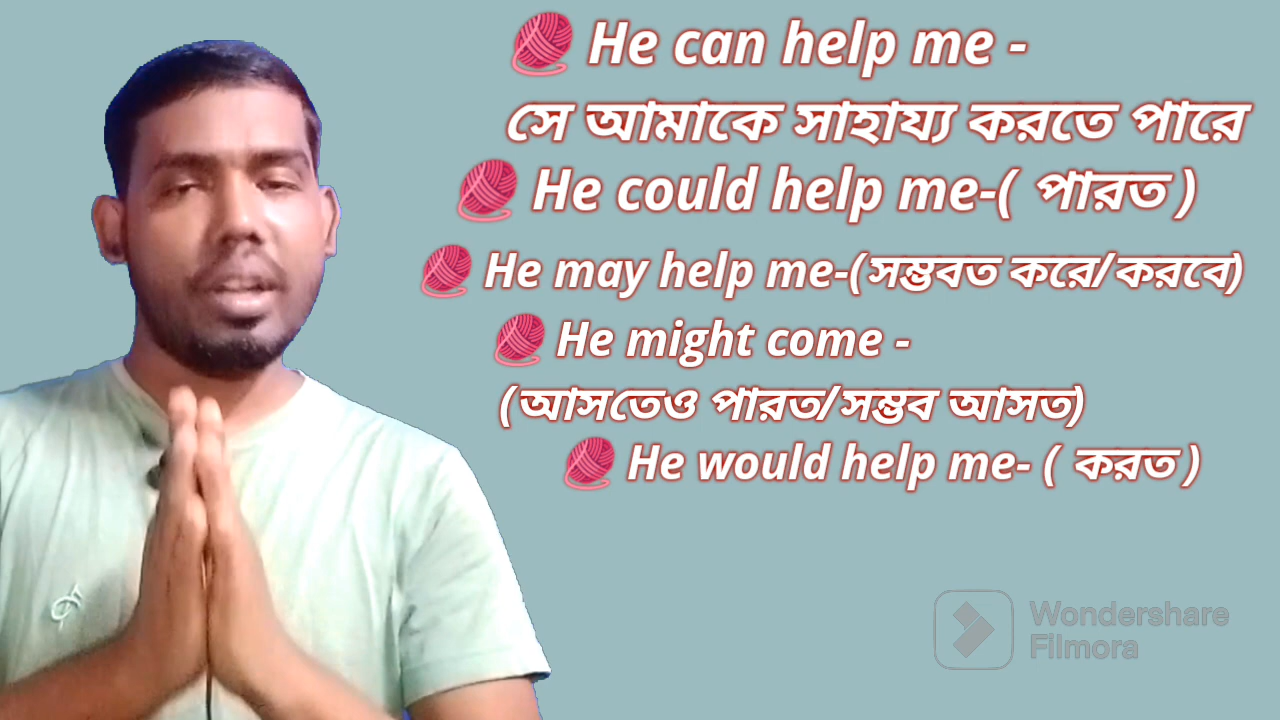 He can help me -
সে আমাকে সাহায্য করতে পারে
He could help me-( পারত )
He may help me-(সম্ভবত করে/করবে)
He might come -
(আসতেও পারত/সম্ভব আসত)
He would help me- ( করত )
Wondershare
Filmora